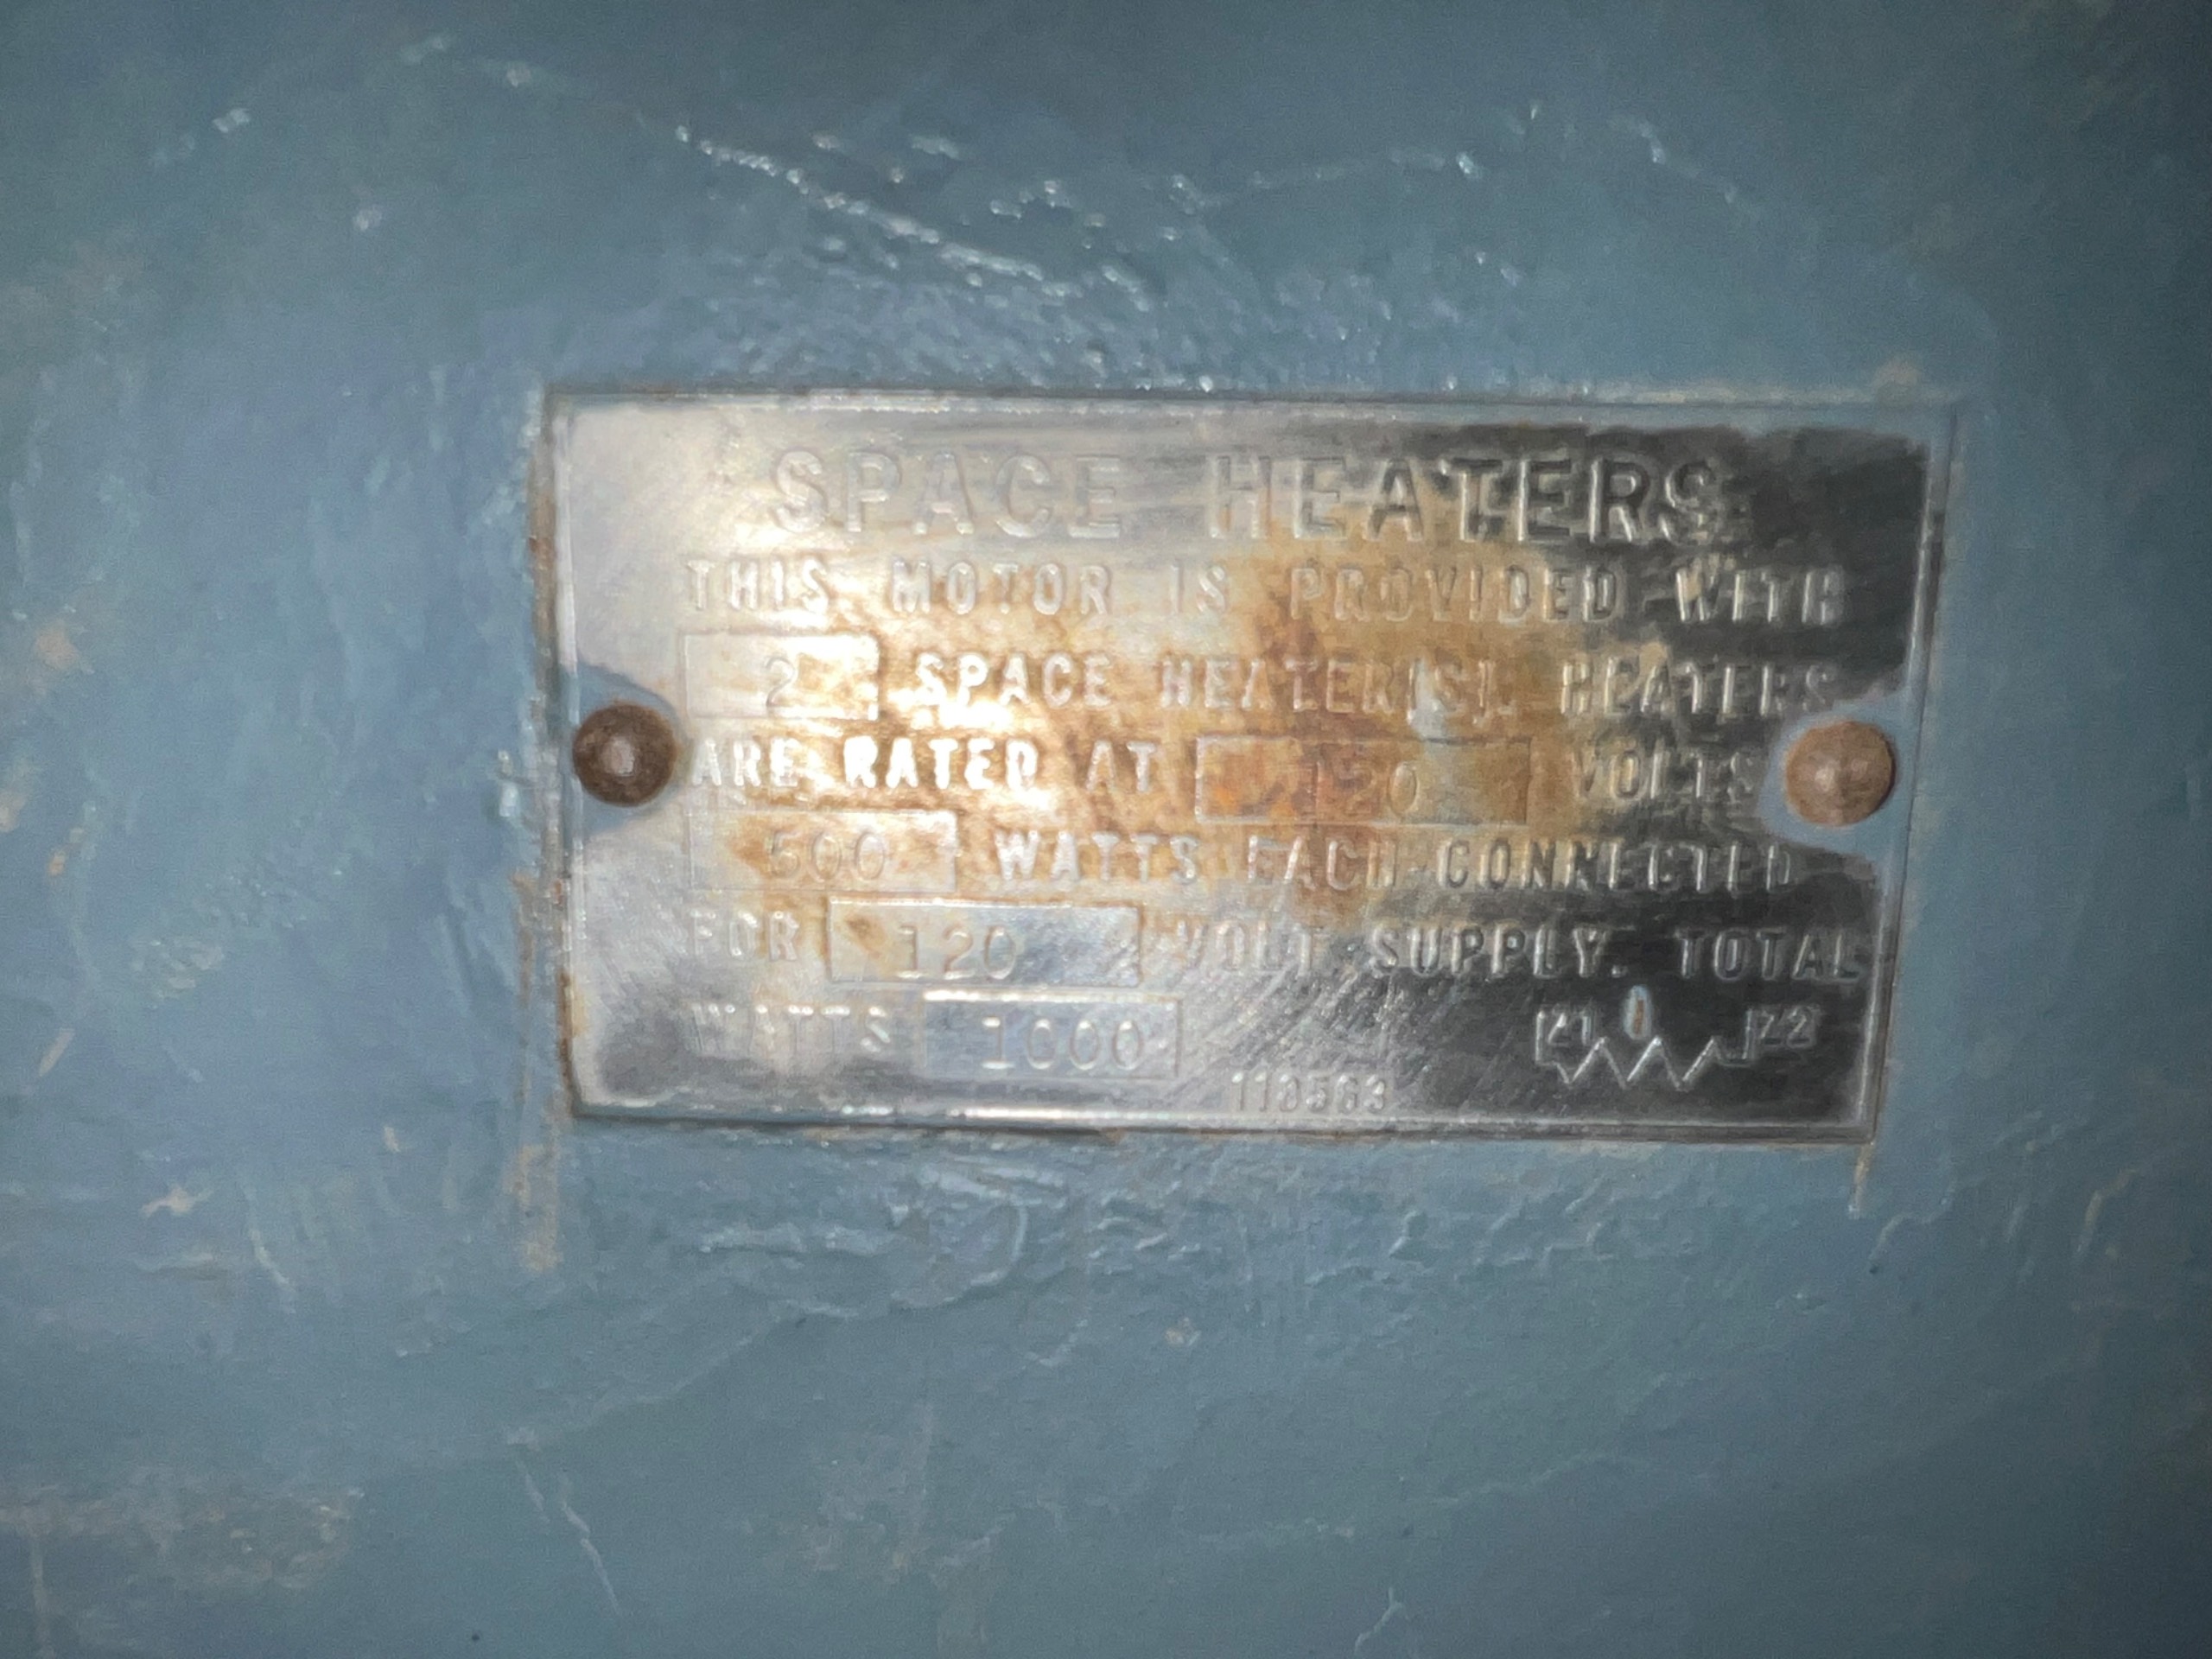 SPACE HEATERS
THIS MOTOR IS PROVIDED WITH
2 SPACE HEATER(S). HEATERS
ARE RATED AT 120 VOLTS
500 WATTS EACH CONNECTED
FOR 120 VOLT SUPPLY. TOTAL
WATTS 1000